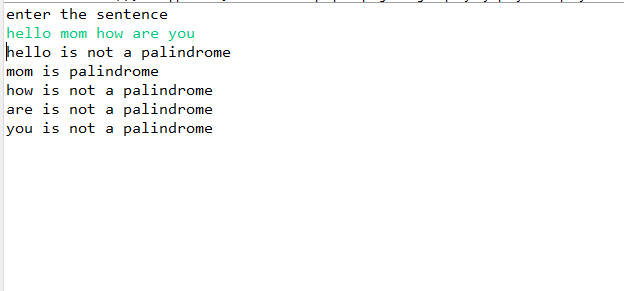 enter the sentence
hello mom how are you
hello is not a palindrome
mom is palindrome
how is not a palindrome
are is not a palindrome
you is not a palindrome